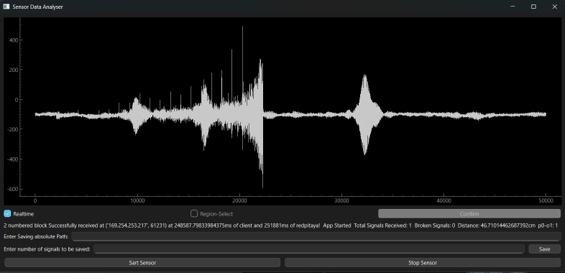 Sensor Data Analyser
400
200
0
-200
-400
-600
0 10000 20000 30000 40000 50000
Realtime Region-Select Confirm
2 numbered block Successfully received at ('169.254.253.217', 61231) at 248587.79833984375ms of client and 251881ms of redpitaya! App Started Total Signals Received: 1 Broken Signals: 0 Distance: 46.71014462687392cm p0-o1: 1
Enter Saving absolute Path:
Enter number of signals to be saved: Save
Sart Sensor Stop Sensor